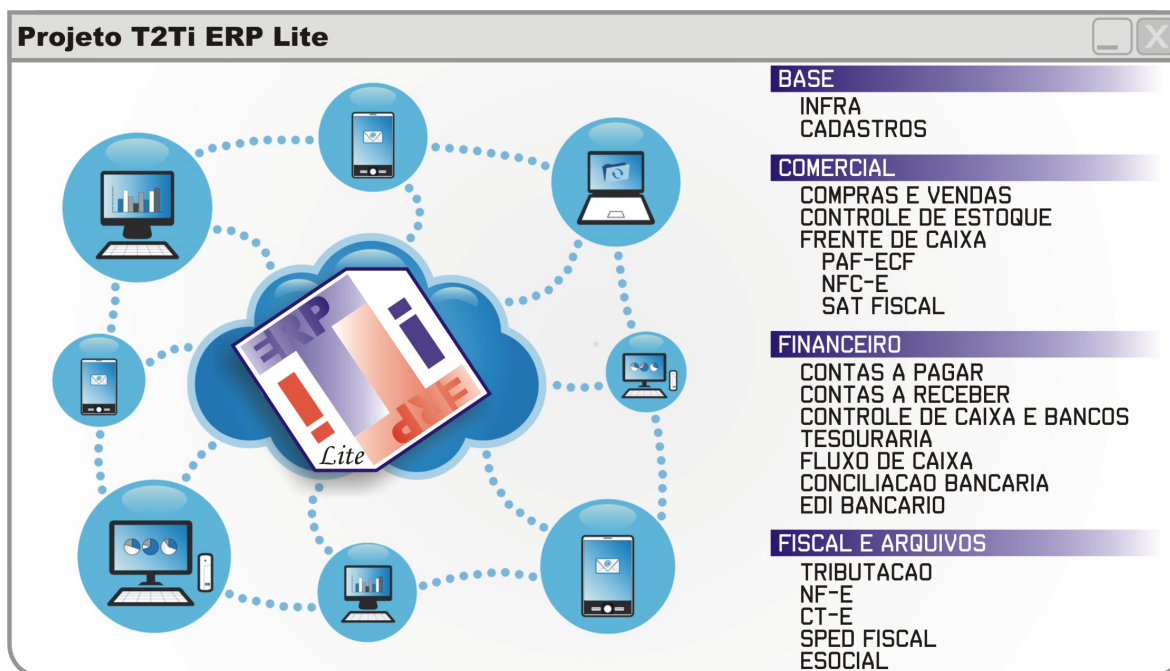 Projeto T2Ti ERP Lite
X
BASE
INFRA
CADASTROS
COMERCIAL
COMPRAS E VENDAS
CONTROLE DE ESTOQUE
FRENTE DE CAIXA
PAF-ECF
NFC-E
SAT FISCAL
FINANCEIRO
CONTAS A PAGAR
CONTAS A RECEBER
CONTROLE DE CAIXA E BANCOS
TESOURARIA
FLUXO DE CAIXA
CONCILIACAO BANCARIA
EDI BANCARIO
FISCAL E ARQUIVOS
TRIBUTACAO
NF-E
CT-E
SPED FISCAL
ESOCIAL
ERP
ERP
Lite